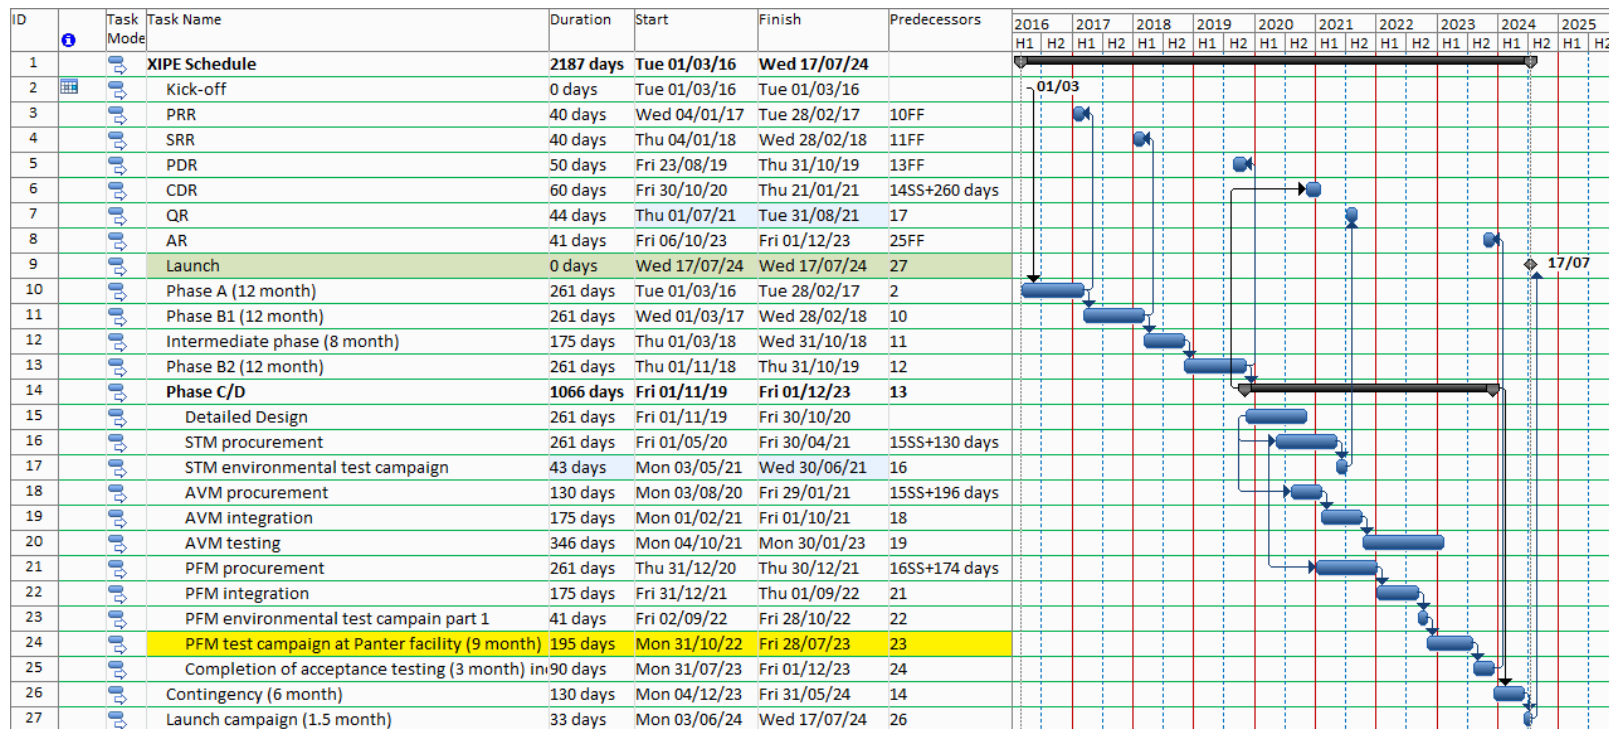 ID Task Mode Task Name Duration Start Finish Predecessors
2016 2017 2018 2019 2020 2021 2022 2023 2024 2025
H1 H2 H1 H2 H1 H2 H1 H2 H1 H2 H1 H2 H1 H2 H1 H2 H1 H2 H1 H2
1 XIPE Schedule 2187 days Tue 01/03/16 Wed 17/07/24
2 Kick-off 0 days Tue 01/03/16 Tue 01/03/16 01/03
3 PRR 40 days Wed 04/01/17 Tue 28/02/17 10FF
4 SRR 40 days Thu 04/01/18 Wed 28/02/18 11FF
5 PDR 50 days Fri 23/08/19 Thu 31/10/19 13FF
6 CDR 60 days Fri 30/10/20 Thu 21/01/21 14SS+260 days
7 QR 44 days Thu 01/07/21 Tue 31/08/21 17
8 AR 41 days Fri 06/10/23 Fri 01/12/23 25FF
9 Launch 0 days Wed 17/07/24 Wed 17/07/24 27 17/07
10 Phase A (12 month) 261 days Tue 01/03/16 Tue 28/02/17 2
11 Phase B1 (12 month) 261 days Wed 01/03/17 Wed 28/02/18 10
12 Intermediate phase (8 month) 175 days Thu 01/03/18 Wed 31/10/18 11
13 Phase B2 (12 month) 261 days Thu 01/11/18 Thu 31/10/19 12
14 Phase C/D 1066 days Fri 01/11/19 Fri 01/12/23 13
15 Detailed Design 261 days Fri 01/11/19 Fri 30/10/20
16 STM procurement 261 days Fri 01/05/20 Fri 30/04/21 15SS+130 days
17 STM environmental test campaign 43 days Mon 03/05/21 Wed 30/06/21 16
18 AVM procurement 130 days Mon 03/08/20 Fri 29/01/21 15SS+196 days
19 AVM integration 175 days Mon 01/02/21 Fri 01/10/21 18
20 AVM testing 346 days Mon 04/10/21 Mon 30/01/23 19
21 PFM procurement 261 days Thu 31/12/20 Thu 30/12/21 16SS+174 days
22 PFM integration 175 days Fri 31/12/21 Thu 01/09/22 21
23 PFM environmental test campain part 1 41 days Fri 02/09/22 Fri 28/10/22 22
24 PFM test campaign at Panter facility (9 month) 195 days Mon 31/10/22 Fri 28/07/23 23
25 Completion of acceptance testing (3 month) in 90 days Mon 31/07/23 Fri 01/12/23 24
26 Contingency (6 month) 130 days Mon 04/12/23 Fri 31/05/24 14
27 Launch campaign (1.5 month) 33 days Mon 03/06/24 Wed 17/07/24 26